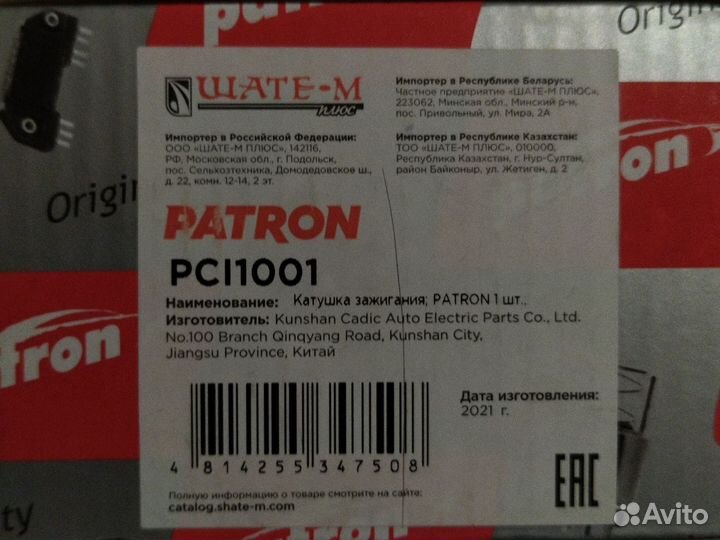 patron
Origin
Original
ШАТЕ-М
плюс
Импортер в Российской Федерации:
ООО «ШАТЕ-М ПЛЮС», 142116,
РФ, Московская обл., г. Подольск,
пос. Сельхозтехника, Домодедовское ш.,
д. 22, комн. 12-14, 2 эт.
Импортер в Республике Беларусь:
Частное предприятие «ШАТЕ-М ПЛЮС»,
223062, Минская обл., Минский р-н,
пос. Привольный, ул. Мира, 2А
Импортер в Республике Казахстан:
ТОО «ШАТЕ-М ПЛЮС», 010000,
Республика Казахстан, г. Нур-Султан,
район Байконыр, ул. Жетиген, д. 2
PATRON
PCI1001
Наименование: Катушка зажигания; PATRON 1 шт..
Изготовитель: Kunshan Cadic Auto Electric Parts Co., Ltd.
No.100 Branch Qinqyang Road, Kunshan City,
Jiangsu Province, Китай
Дата изготовления:
2021 г.
4 814255 347508
Полную информацию о товаре смотрите на сайте:
catalog.shate-m.com
EAC
tron
patron
ty
patron
Avito